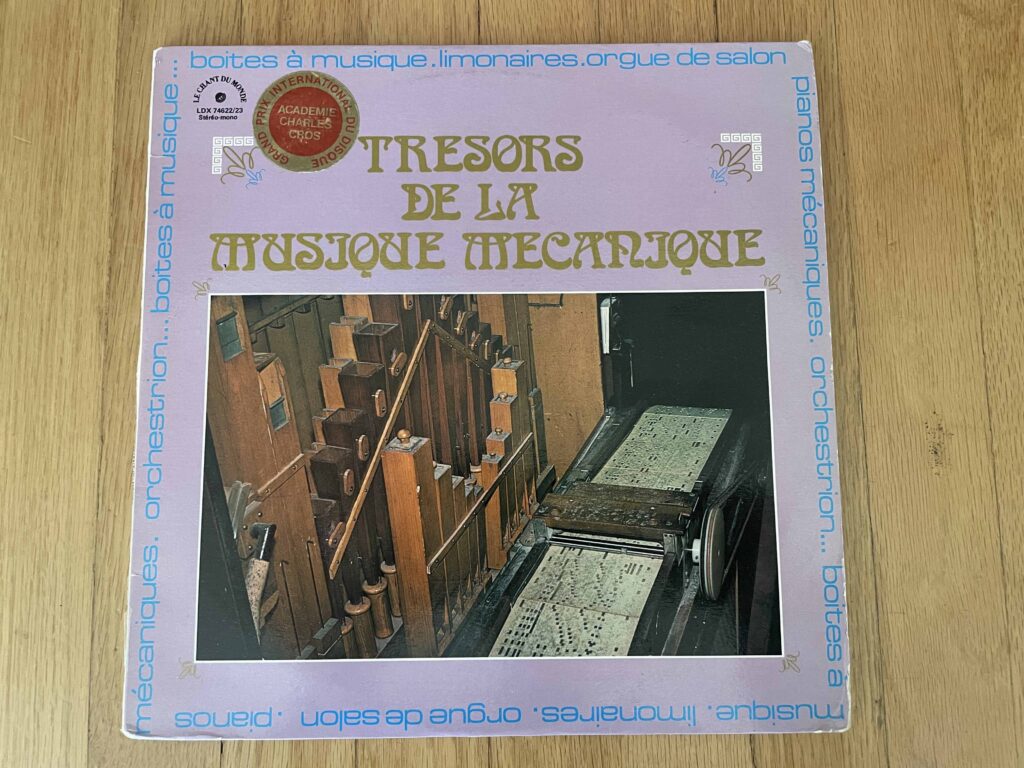 boites à musique.limonaires.orgue de salon
pianos mécaniques. orchestrion... boites à
musique. limonaires. orgue de salon . pianos
mécaniques. orchestrion... boites à musique...
LE CHANT DU MONDE
LDX 74622/23
Stéréo-mono
GRAND PRIX INTERNATIONAL DU DISQUE
ACADEMIE
CHARLES
CROS
TRESORS
DE LA
MUSIQUE MECANIQUE